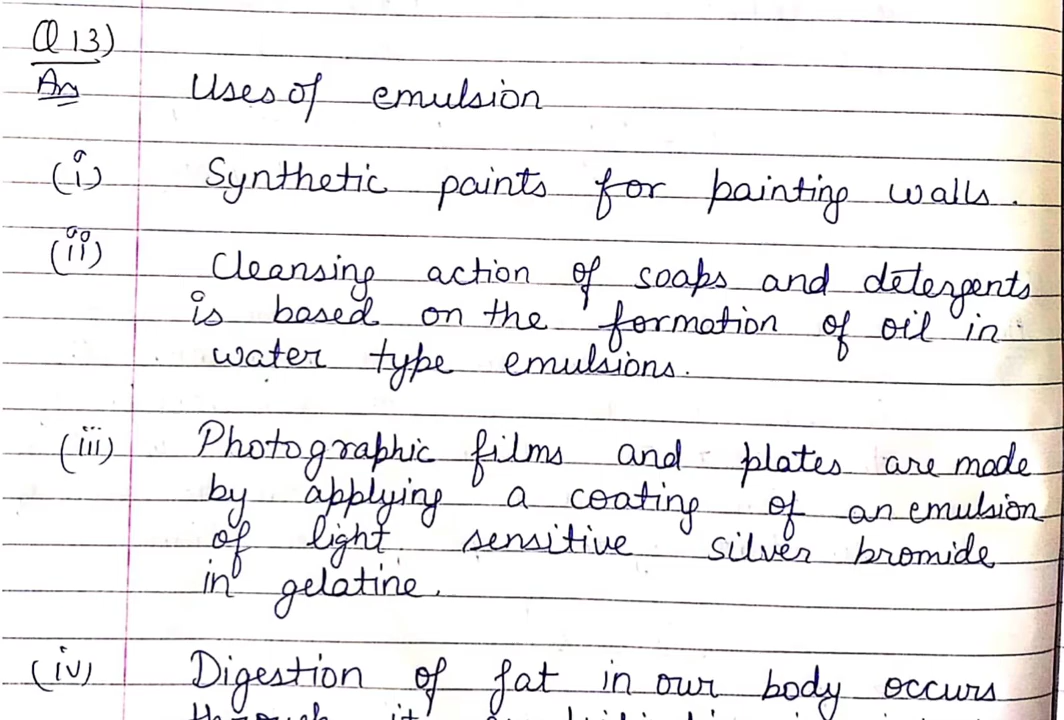 Q 13)
Ans Uses of emulsion
(i) Synthetic paints for painting walls.
(ii) Cleansing action of soaps and detergents
is based on the formation of oil in
water type emulsions.
(iii) Photographic films and plates are made
by applying a coating of an emulsion
of light sensitive silver bromide
in gelatine.
(iv) Digestion of fat in our body occurs
through it